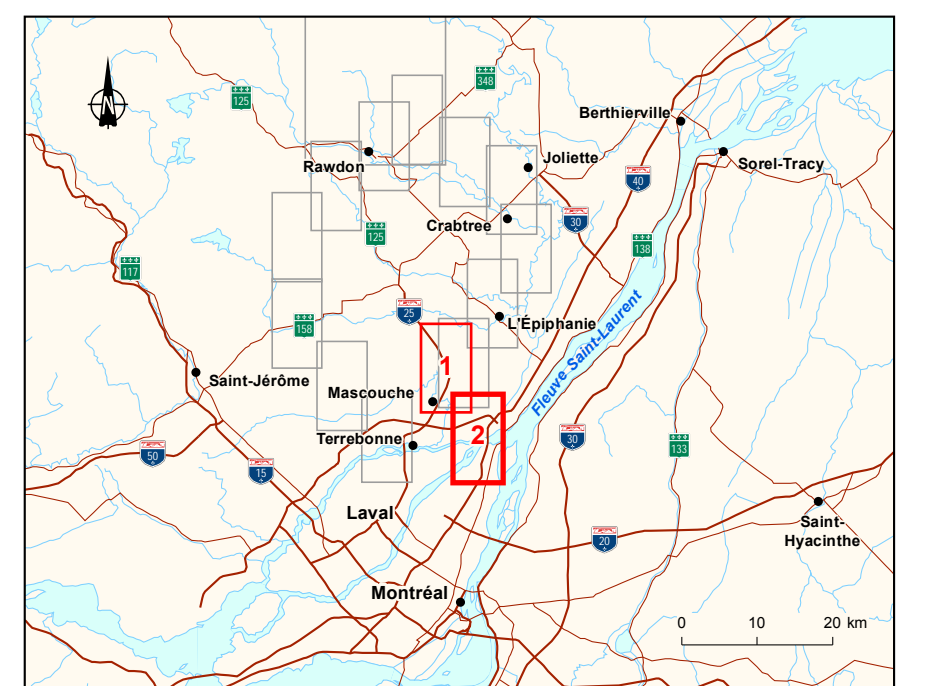 N
348
125
Berthierville
Joliette
Sorel-Tracy
Rawdon
40
Crabtree
30
125
138
117
25
L'Épiphanie
158
Fleuve Saint-Laurent
1
Saint-Jérôme
Mascouche
2
Terrebonne
30
133
50
15
Laval
20
Saint-
Hyacinthe
Montréal
0 10 20 km